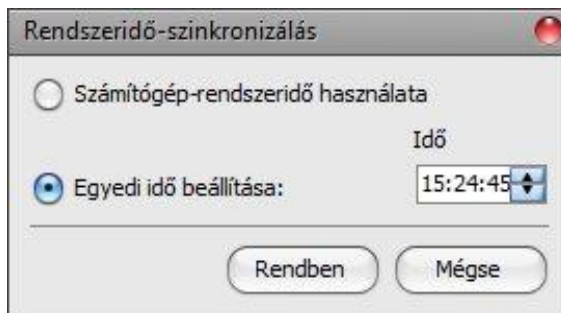 Rendszeridő-szinkronizálás
Számítógép-rendszeridő használata
Idő
Egyedi idő beállítása: 15:24:45
Rendben Mégse